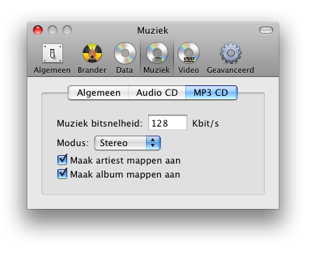 Muziek
Algemeen Brander Data Muziek Video Geavanceerd
Algemeen Audio CD MP3 CD
Muziek bitsnelheid: 128 Kbit/s
Modus: Stereo
Maak artiest mappen aan
Maak album mappen aan